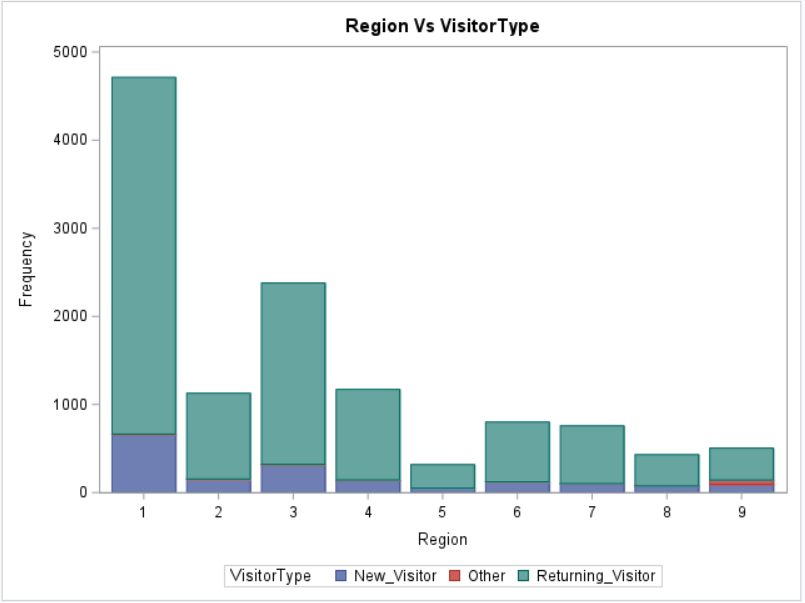 Region Vs VisitorType
5000
4000
3000
2000
1000
0
Frequency
1 2 3 4 5 6 7 8 9
Region
VisitorType New_Visitor Other Returning_Visitor